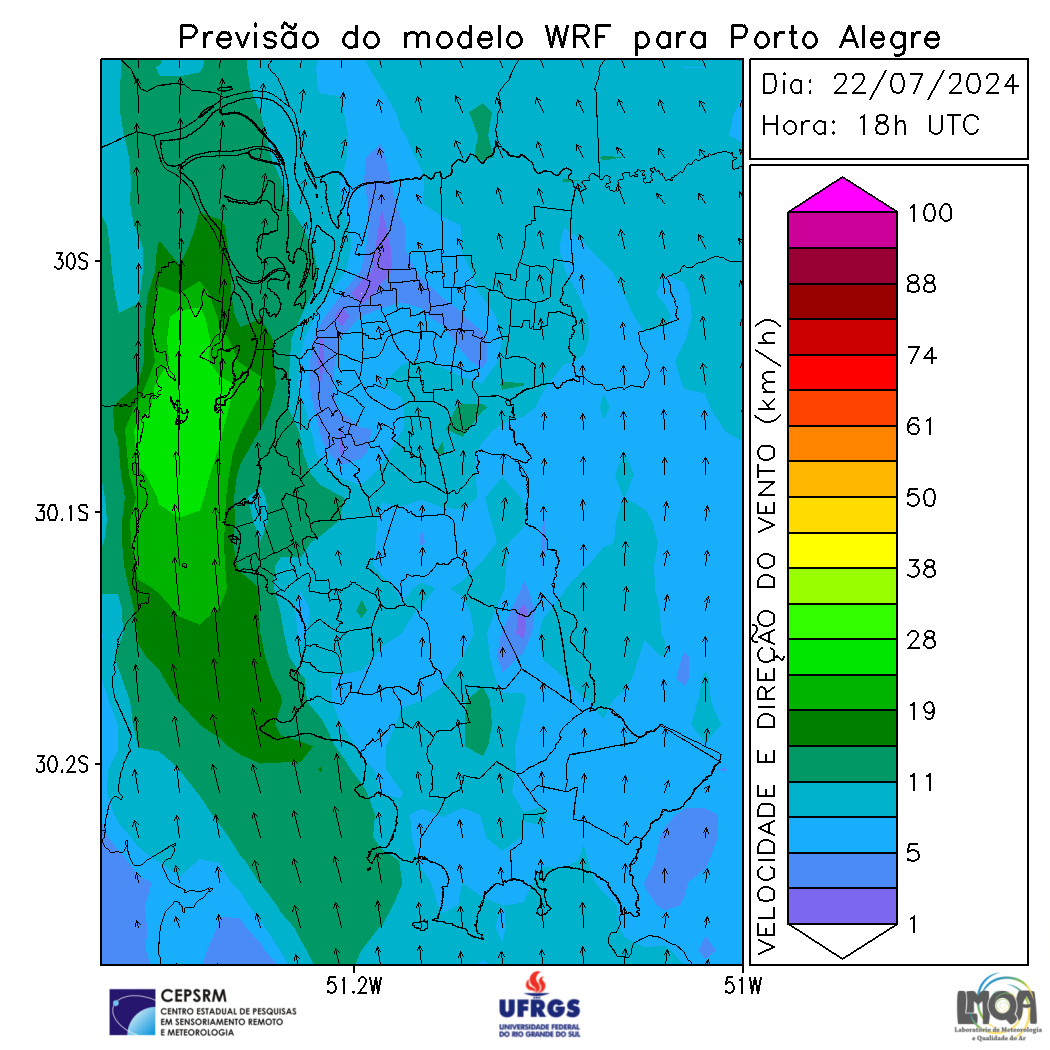 Previsão do modelo WRF para Porto Alegre
Dia: 22/07/2024
Hora: 18h UTC
30S
30.1S
30.2S
51.2W
51W
VELOCIDADE E DIREÇÃO DO VENTO (km/h)
100
88
74
61
50
38
28
19
11
5
1
CEPSRM
CENTRO ESTADUAL DE PESQUISAS
EM SENSORIAMENTO REMOTO
E METEOROLOGIA
UFRGS
UNIVERSIDADE FEDERAL
DO RIO GRANDE DO SUL
LMQA
Laboratório de Meteorologia
e Qualidade do Ar